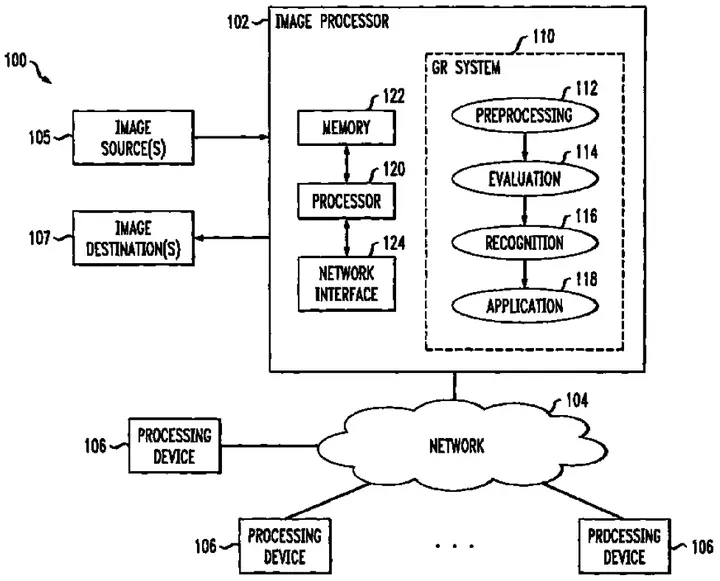 100
102
IMAGE PROCESSOR
110
GR SYSTEM
105
IMAGE
SOURCE(S)
107
IMAGE
DESTINATION(S)
122
MEMORY
120
PROCESSOR
124
NETWORK
INTERFACE
112
PREPROCESSING
114
EVALUATION
116
RECOGNITION
118
APPLICATION
104
NETWORK
106
PROCESSING
DEVICE
106
PROCESSING
DEVICE
. . .
PROCESSING
DEVICE
106